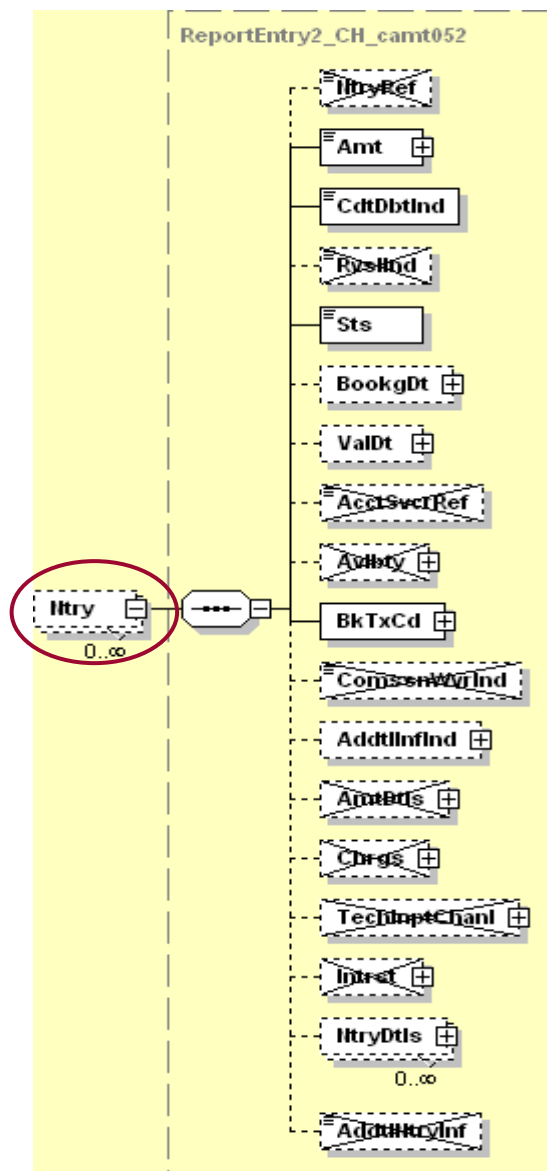 ReportEntry2_CH_camt052
NtryRef
Amt
CdtDbtInd
RvslInd
Sts
BookgDt
ValDt
AcctSvcrRef
Avlbty
Ntry
0..∞
BkTxCd
ComssnWvrInd
AddtlInfInd
AmtDtls
Chrgs
TechInptChanl
Intrst
NtryDtls
0..∞
AddtlNtryInf